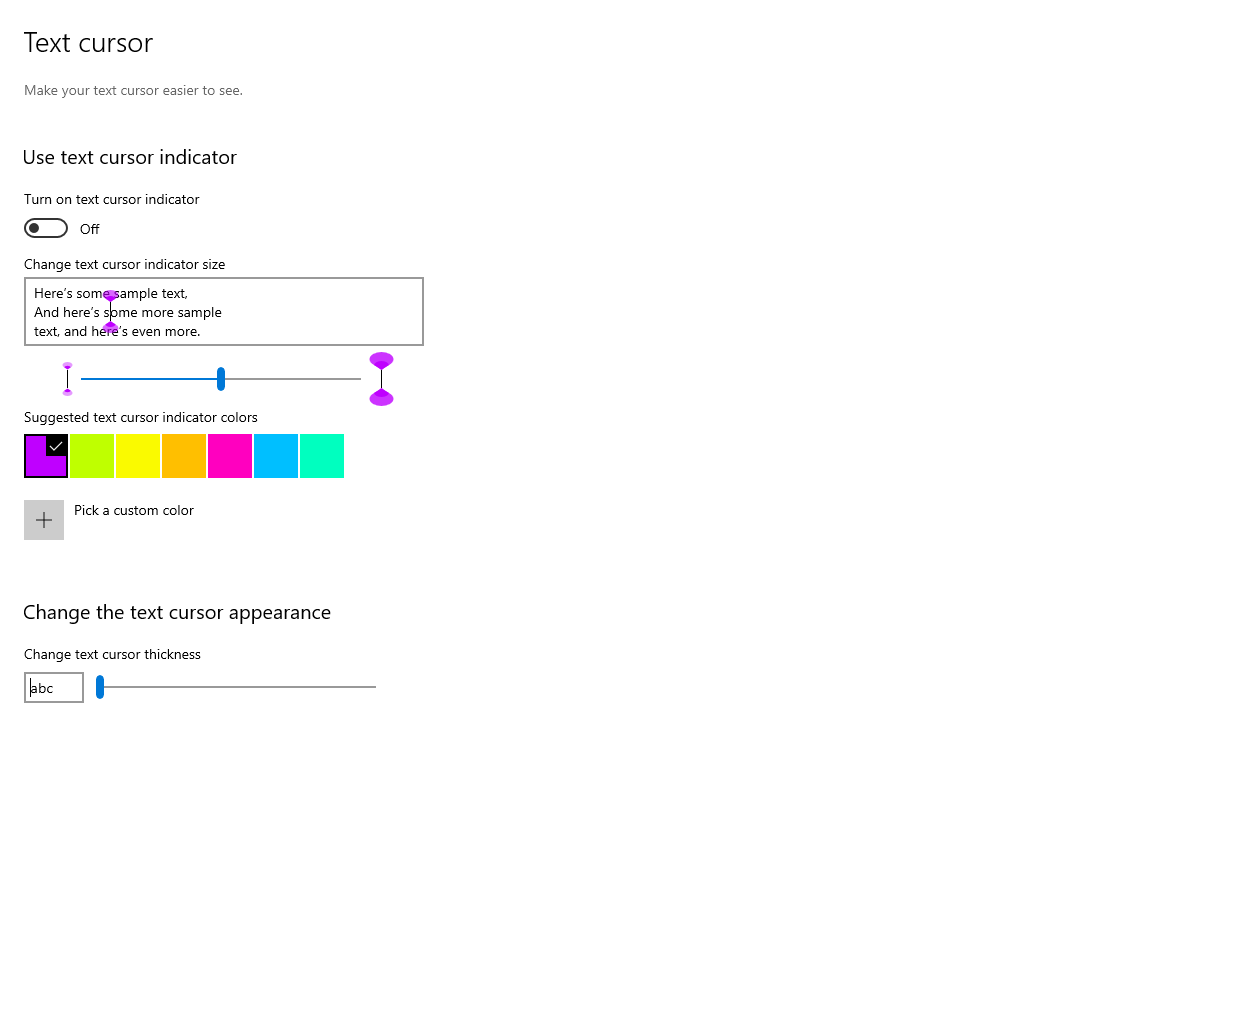 Text cursor
Make your text cursor easier to see.
Use text cursor indicator
Turn on text cursor indicator
Off
Change text cursor indicator size
Here's some sample text,
And here's some more sample
text, and here's even more.
Suggested text cursor indicator colors
Pick a custom color
Change the text cursor appearance
Change text cursor thickness
abc